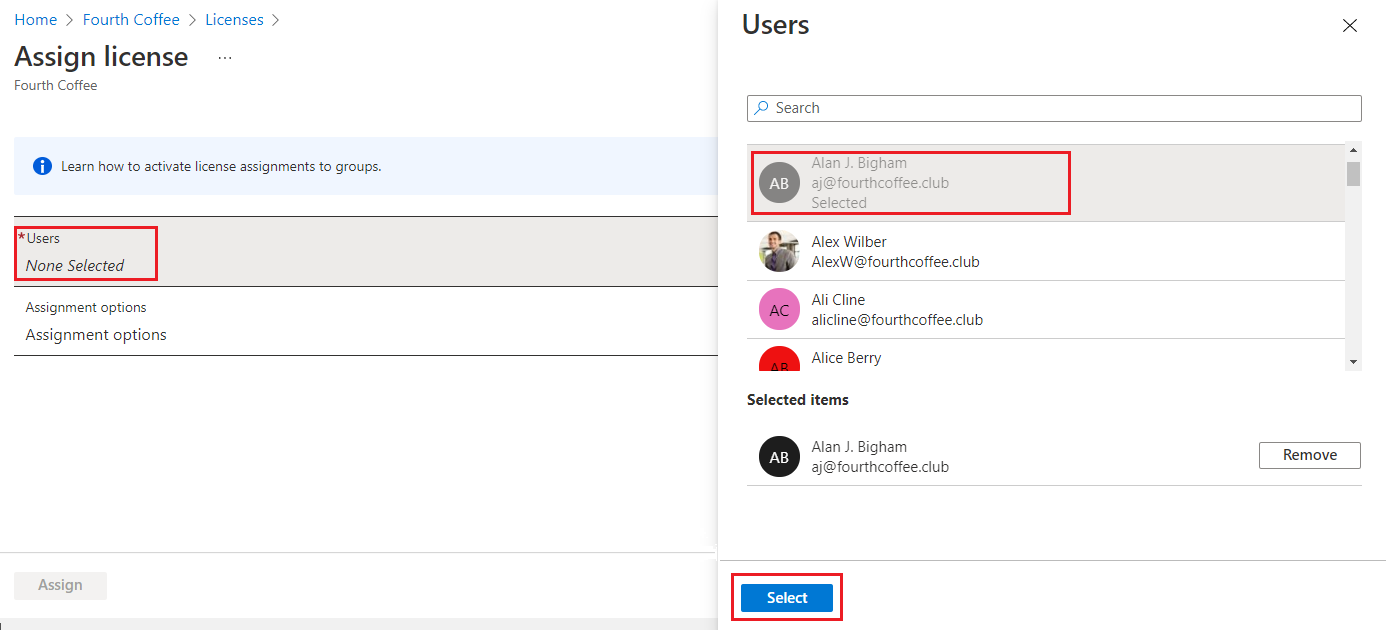 Home > Fourth Coffee > Licenses >
Assign license ...
Fourth Coffee
Learn how to activate license assignments to groups.
*Users
None Selected
Assignment options
Assignment options
Assign
Users
Search
AB
Alan J. Bigham
aj@fourthcoffee.club
Selected
Alex Wilber
AlexW@fourthcoffee.club
AC
Ali Cline
alicline@fourthcoffee.club
AB
Alice Berry
Selected items
AB
Alan J. Bigham
aj@fourthcoffee.club
Remove
Select